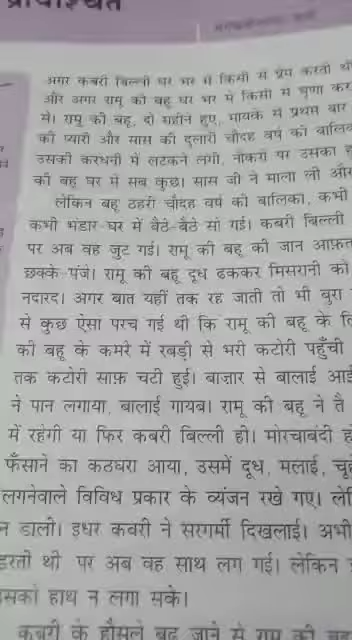 प्रायश्चित
अगर कबरी बिल्ली घर भर में किसी से प्रेम करती थी
और अगर रामू की बहू घर भर में किसी से घृणा कर
से। रामू की बहू, दो महीने हुए, मायके से प्रथम बार
की प्यारी और सास की दुलारी चौदह वर्ष की बालिका
उसकी करधनी में लटकने लगी, नौकरों पर उसका ह
की बहू घर में सब कुछ। सास जी ने माला ली और
लेकिन बहू ठहरी चौदह वर्ष की बालिका, कभी
कभी भंडार-घर में बैठे-बैठे सो गई। कबरी बिल्ली
पर अब वह जुट गई। रामू की बहू की जान आफ़त
छक्के-पंजे। रामू की बहू दूध ढककर मिसरानी को
नदारद। अगर बात यहीं तक रह जाती तो भी बुरा
से कुछ ऐसा परच गई थी कि रामू की बहू के लि
की बहू के कमरे में रबड़ी से भरी कटोरी पहुँची
तक कटोरी साफ़ चटी हुई। बाज़ार से बालाई आई
ने पान लगाया, बालाई गायब। रामू की बहू ने तै
में रहेगी या फिर कबरी बिल्ली ही। मोरचाबंदी ह
फँसाने का कठघरा आया, उसमें दूध, मलाई, चूहे
लगनेवाले विविध प्रकार के व्यंजन रखे गए। लेकि
न डाली। इधर कबरी ने सरगर्मी दिखलाई। अभी
डरती थी पर अब वह साथ लग गई। लेकिन
सको हाथ न लगा सके।
कबरी के हौसले बढ़ जाने से रामू की